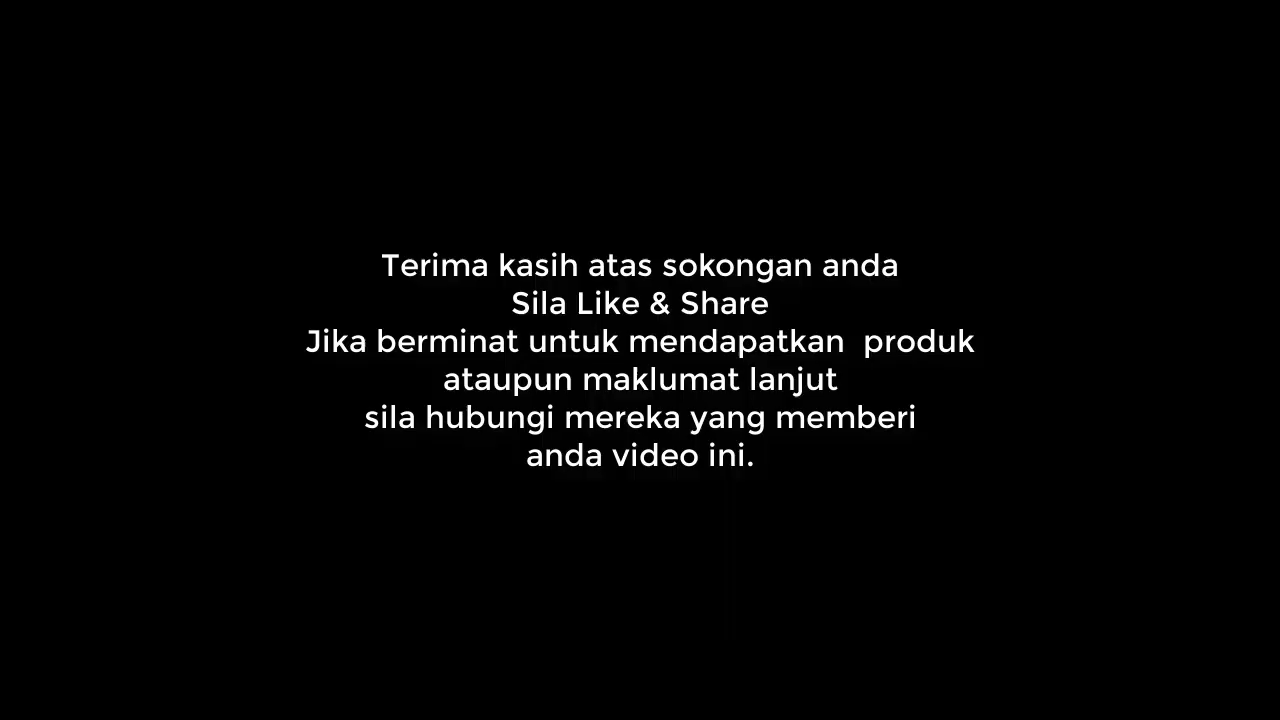 Terima kasih atas sokongan anda
Sila Like & Share
Jika berminat untuk mendapatkan  produk
ataupun maklumat lanjut
sila hubungi mereka yang memberi
anda video ini.